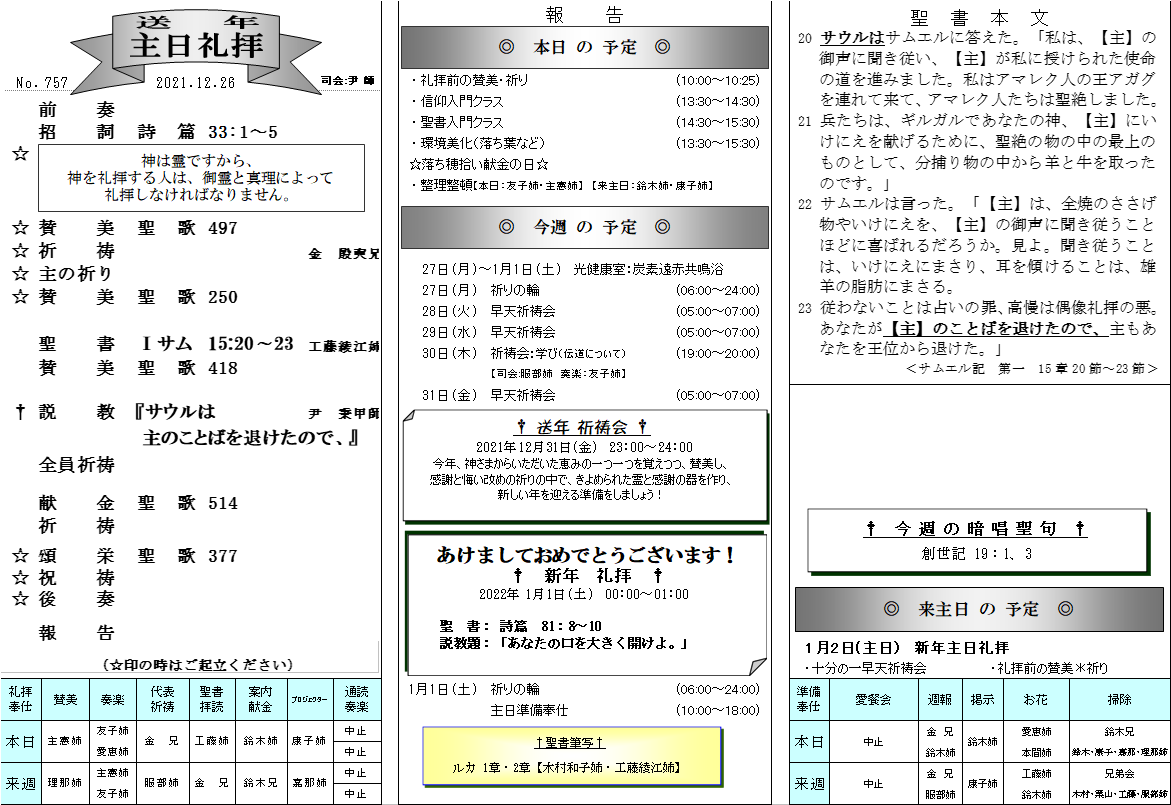 送　年
主日礼拝
No. 757
2021.12.26
司会:尹 師
前　奏
招　詞 詩　篇 33：1～5
☆
神は霊ですから、
神を礼拝する人は、御霊と真理によって
礼拝しなければなりません。
☆ 賛　美 聖　歌 497
☆ 祈　祷 金　殷実兄
☆ 主の祈り
☆ 賛　美 聖　歌 250
聖　書 Ⅰサム 15:20～23 工藤綾江姉
賛　美 聖　歌 418
† 説　教 『サウルは 尹　秉甲師
主のことばを退けたので、』
全員祈祷
献　金 聖　歌 514
祈　祷
☆ 頌　栄 聖　歌 377
☆ 祝　祷
☆ 後　奏
報　告
(☆印の時はご起立ください)
礼拝奉仕 賛美 奏楽 代表祈祷 聖書拝読 案内献金 プロジェクター 通読奏楽
本日 主憲姉 友子姉 愛恵姉 金　兄 工藤姉 鈴木姉 康子姉 中止 中止
来週 理那姉 主憲姉 友子姉 服部姉 金　兄 鈴木兄 嘉那姉 中止 中止
報　告
◎ 本日 の 予定 ◎
・礼拝前の賛美・祈り (10:00～10:25)
・信仰入門クラス (13:30～14:30)
・聖書入門クラス (14:30～15:30)
・環境美化(落ち葉など) (13:30～15:30)
☆落ち穂拾い献金の日☆
・整理整頓【本日：友子姉・主憲姉】【来主日：鈴木姉・康子姉】
◎ 今週 の 予定 ◎
27日(月)～1月1日(土) 光健康室：炭素遠赤共鳴浴
27日(月) 祈りの輪 (06:00～24:00)
28日(火) 早天祈祷会 (05:00～07:00)
29日(水) 早天祈祷会 (05:00～07:00)
30日(木) 祈祷会：学び(伝道について) (19:00～20:00)
【司会:服部姉　奏楽：友子姉】
31日(金) 早天祈祷会 (05:00～07:00)
† 送年 祈祷会 †
2021年12月31日(金) 23:00～24:00
今年、神さまからいただいた恵みの一つ一つを覚えつつ、賛美し、
感謝と悔い改めの祈りの中で、きよめられた霊と感謝の器を作り、
新しい年を迎える準備をしましょう！
あけましておめでとうございます！
† 新年 礼拝 †
2022年 1月1日(土) 00:00～01:00
聖　書： 詩篇　81：8～10
説教題： 「あなたの口を大きく開けよ。」
1月1日(土) 祈りの輪 (06:00～24:00)
主日準備奉仕 (10:00～18:00)
†聖書筆写†
ルカ 1章・2章【木村和子姉・工藤綾江姉】
聖 書 本 文
20 サウルはサムエルに答えた。「私は、【主】の
御声に聞き従い、【主】が私に授けられた使命
の道を進みました。私はアマレク人の王アガグ
を連れて来て、アマレク人たちは聖絶しました。
21 兵たちは、ギルガルであなたの神、【主】にい
けにえを献げるために、聖絶の物の中の最上の
ものとして、分捕り物の中から羊と牛を取った
のです。」
22 サムエルは言った。「【主】は、全焼のささげ
物やいけにえを、【主】の御声に聞き従うこと
ほどに喜ばれるだろうか。見よ。聞き従うこと
は、いけにえにまさり、耳を傾けることは、雄
羊の脂肪にまさる。
23 従わないことは占いの罪、高慢は偶像礼拝の悪。
あなたが【主】のことばを退けたので、主もあ
なたを王位から退けた。」
＜サムエル記　第一　15章20節～23節＞
† 今週の暗唱聖句 †
創世記 19：1、3
◎ 来主日 の 予定 ◎
1月2日(主日) 新年主日礼拝
・十分の一早天祈祷会 ・礼拝前の賛美＊祈り
準備奉仕 愛餐会 週報 掲示 お花 掃除
本日 中止 金　兄 鈴木姉 鈴木姉 愛恵姉 本間姉 鈴木兄 鈴木・康子・嘉那・理那姉
来週 中止 金　兄 服部姉 康子姉 工藤姉 鈴木姉 兄弟会 木村・栗山・工藤・服部姉